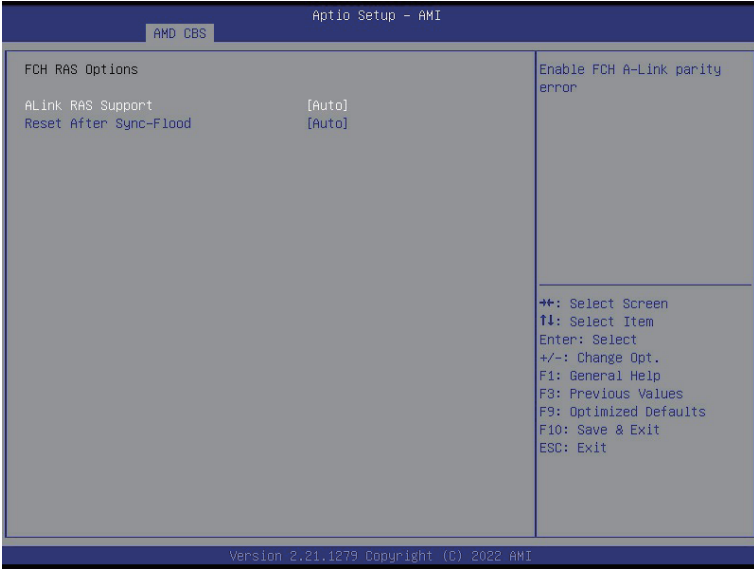 Aptio Setup - AMI
AMD CBS
FCH RAS Options
ALink RAS Support [Auto]
Reset After Sync-Flood [Auto]
Enable FCH A-Link parity
error
→←: Select Screen
↑↓: Select Item
Enter: Select
+/-: Change Opt.
F1: General Help
F3: Previous Values
F9: Optimized Defaults
F10: Save & Exit
ESC: Exit
Version 2.21.1279 Copyright (C) 2022 AMI